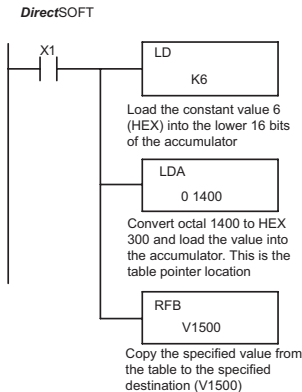 DirectSOFT
X1
LD
K6
Load the constant value 6
(HEX) into the lower 16 bits
of the accumulator
LDA
0 1400
Convert octal 1400 to HEX
300 and load the value into
the accumulator. This is the
table pointer location
RFB
V1500
Copy the specified value from
the table to the specified
destination (V1500)